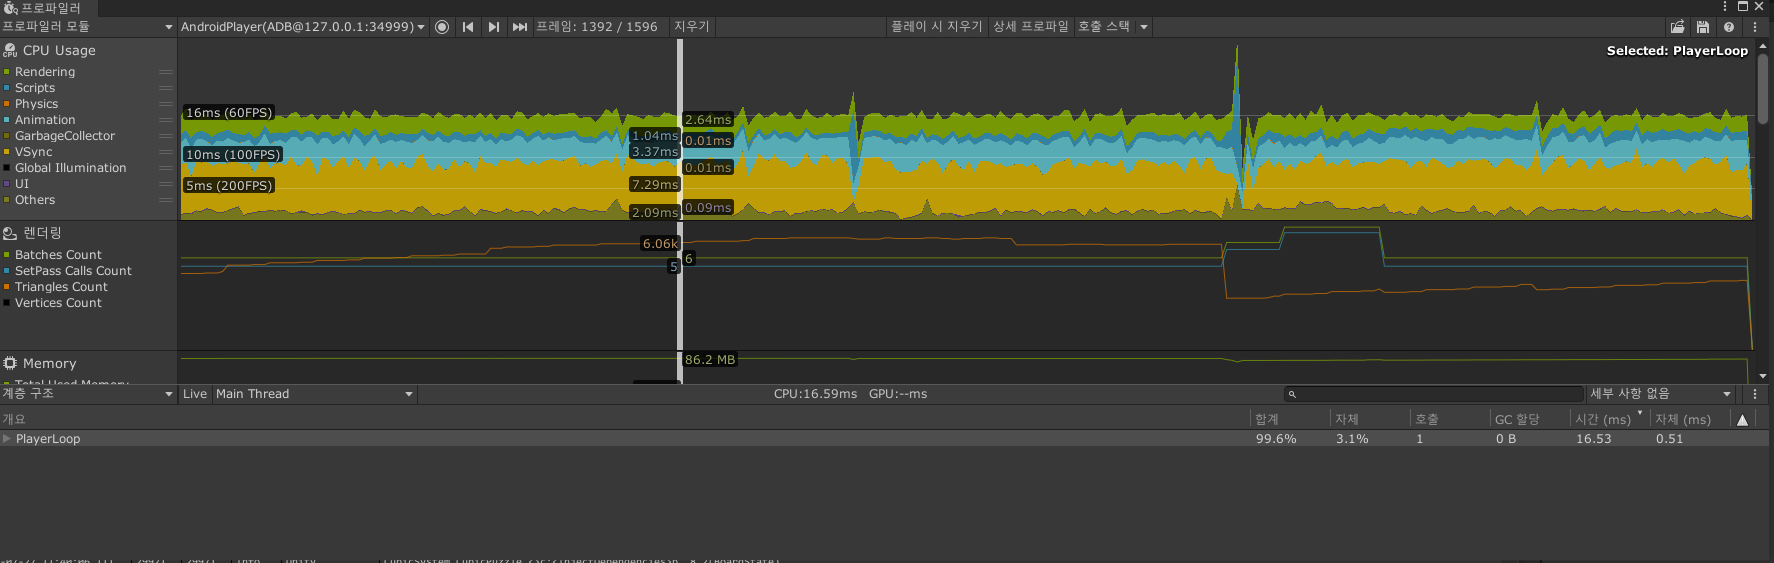 프로파일러
프로파일러 모듈 AndroidPlayer(ADB@127.0.0.1:34999) 프레임: 1392 / 1596 지우기 플레이 시 지우기 상세 프로파일 호출 스택
CPU Usage
Selected: PlayerLoop
Rendering
Scripts
Physics
Animation
GarbageCollector
VSync
Global Illumination
UI
Others
16ms (60FPS)
10ms (100FPS)
5ms (200FPS)
2.64ms
1.04ms
0.01ms
3.37ms
0.01ms
7.29ms
0.09ms
2.09ms
렌더링
Batches Count
SetPass Calls Count
Triangles Count
Vertices Count
6.06k
6
5
Memory
86.2 MB
Total Used Memory
계층 구조 Live Main Thread CPU:16.59ms GPU:--ms 세부 사항 없음
개요 합계 자체 호출 GC 할당 시간 (ms) 자체 (ms)
PlayerLoop 99.6% 3.1% 1 0 B 16.53 0.51